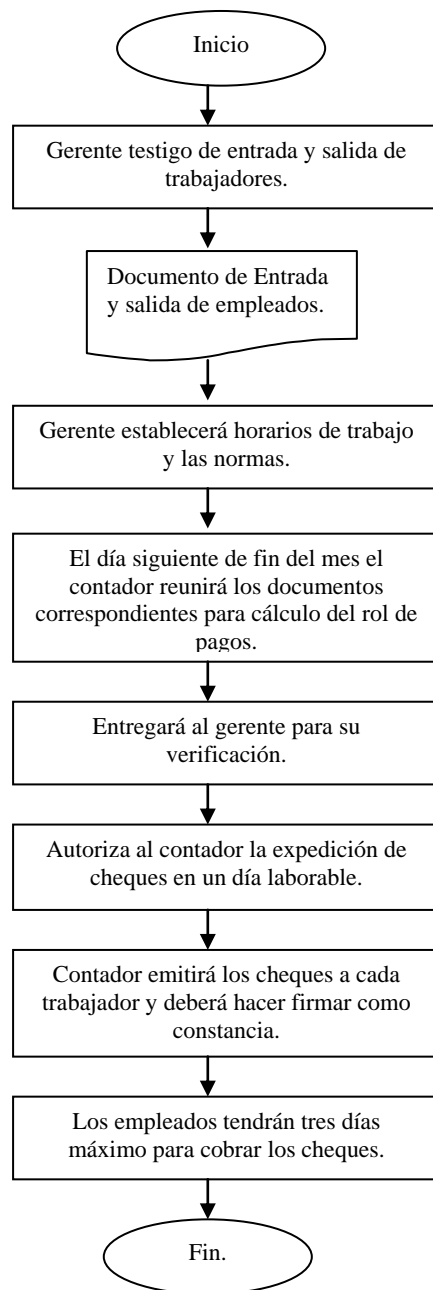 Inicio
Gerente testigo de entrada y salida de
trabajadores.
Documento de Entrada
y salida de empleados.
Gerente establecerá horarios de trabajo
y las normas.
El día siguiente de fin del mes el
contador reunirá los documentos
correspondientes para cálculo del rol de
pagos.
Entregará al gerente para su
verificación.
Autoriza al contador la expedición de
cheques en un día laborable.
Contador emitirá los cheques a cada
trabajador y deberá hacer firmar como
constancia.
Los empleados tendrán tres días
máximo para cobrar los cheques.
Fin.